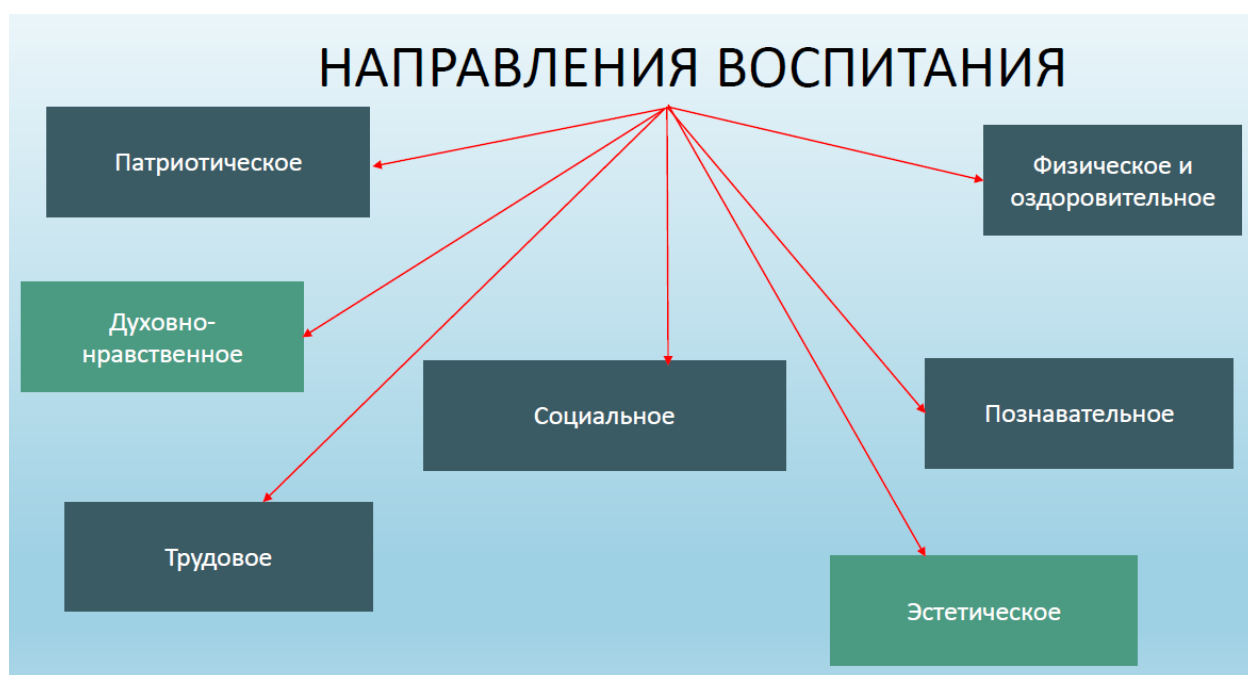 НАПРАВЛЕНИЯ ВОСПИТАНИЯ
Патриотическое
Физическое и
оздоровительное
Духовно-
нравственное
Социальное
Познавательное
Трудовое
Эстетическое